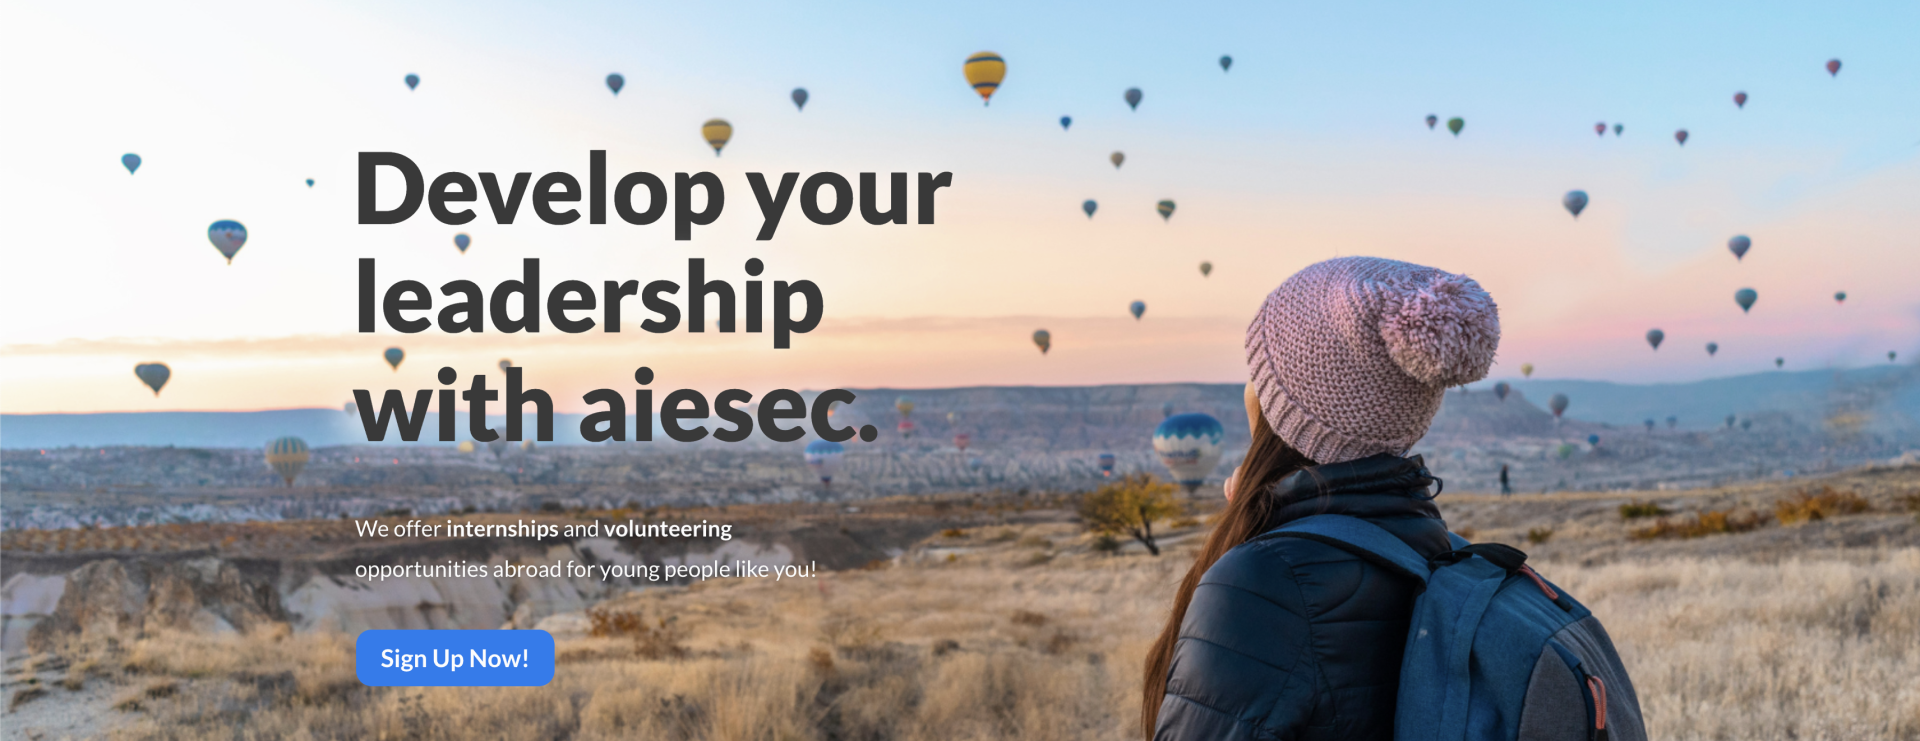 Develop your
leadership
with aiesec.
We offer internships and volunteering
opportunities abroad for young people like you!
Sign Up Now!